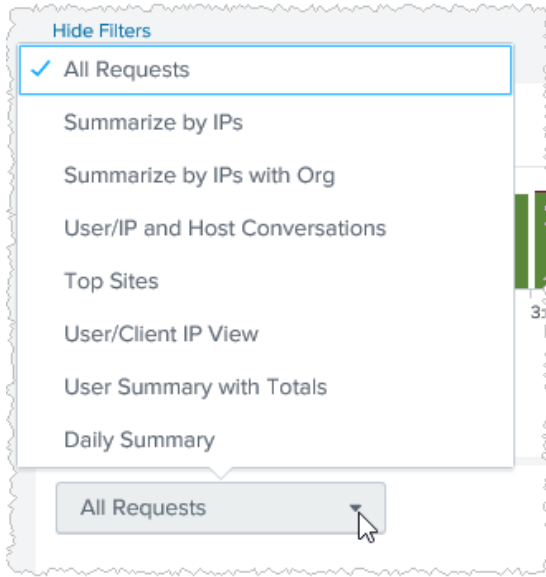 Hide Filters
All Requests
Summarize by IPs
Summarize by IPs with Org
User/IP and Host Conversations
Top Sites
User/Client IP View
User Summary with Totals
Daily Summary
All Requests